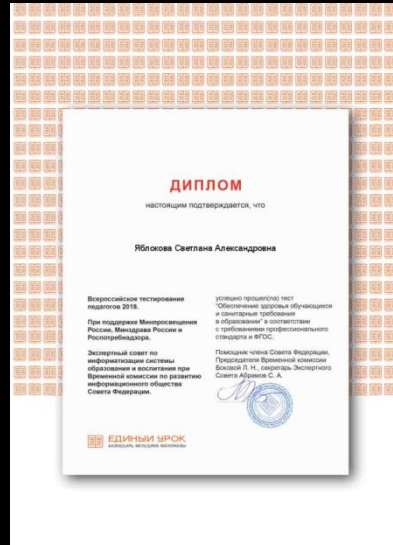 ДИПЛОМ
настоящим подтверждается, что
Яблокова Светлана Александровна
Всероссийское тестирование
педагогов 2018.
При поддержке Минпросвещения
России, Минздрава России и
Роспотребнадзора.
Экспертный совет по
информатизации системы
образования и воспитания при
Временной комиссии по развитию
информационного общества
Совета Федерации.
успешно прошел(ла) тест
"Обеспечение здоровья обучающихся
и санитарные требования
в образовании" в соответствии
с требованиями профессионального
стандарта и ФГОС.
Помощник члена Совета Федерации,
Председателя Временной комиссии
Боковой Л. Н., секретарь Экспертного
Совета Абрамов С. А.
ЕДИНЫЙ УРОК
КАЛЕНДАРЬ, МЕТОДИКИ, МАТЕРИАЛЫ